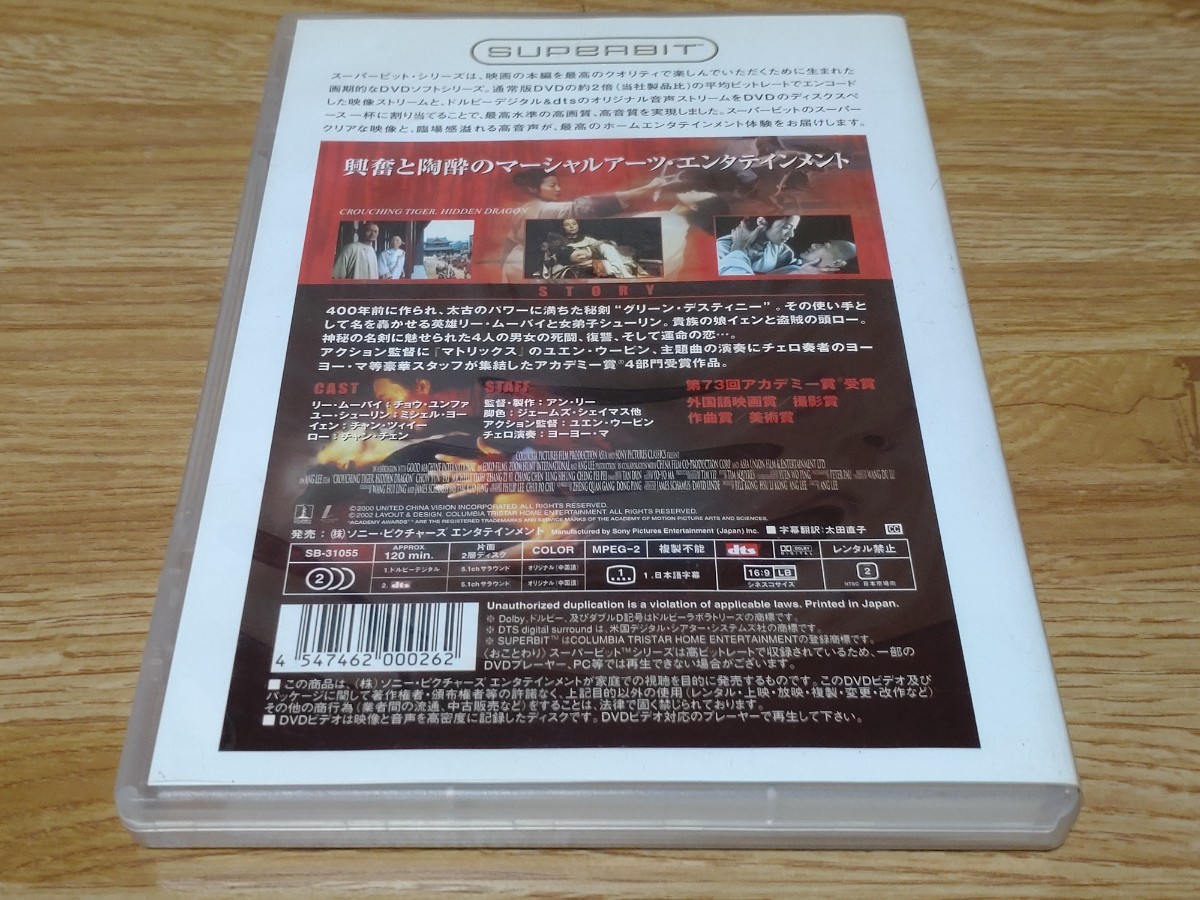 SUPERBIT™
スーパービット・シリーズは、映画の本編を最高のクオリティで楽しんでいただくために生まれた
画期的なDVDソフトシリーズ。通常版DVDの約2倍（当社製品比）の平均ビットレートでエンコード
した映像ストリームと、ドルビーデジタル&dtsのオリジナル音声ストリームをDVDのディスクスペ
ース一杯に割り当てることで、最高水準の高画質、高音質を実現しました。スーパービットのスーパー
クリアな映像と、臨場感溢れる高音声が、最高のホームエンタテインメント体験をお届けします。
興奮と陶酔のマーシャルアーツ・エンタテインメント
CROUCHING TIGER, HIDDEN DRAGON
STORY
400年前に作られ、太古のパワーに満ちた秘剣“グリーン・デスティニー”。その使い手と
して名を轟かせる英雄リー・ムーバイと女弟子シューリン。貴族の娘イェンと盗賊の頭ロー。
神秘の名剣に魅せられた4人の男女の死闘、復讐、そして運命の恋…。
アクション監督に『マトリックス』のユエン・ウーピン、主題曲の演奏にチェロ奏者のヨー
ヨー・マ等豪華スタッフが集結したアカデミー賞®4部門受賞作品。
CAST
リー・ムーバイ：チョウ・ユンファ
ユー・シューリン：ミシェル・ヨー
イェン：チャン・ツィイー
ロー：チャン・チェン
STAFF
監督・製作：アン・リー
脚色：ジェームズ・シェイマス他
アクション監督：ユエン・ウーピン
チェロ演奏：ヨーヨー・マ
第73回アカデミー賞®受賞
外国語映画賞／撮影賞
作曲賞／美術賞
COLUMBIA PICTURES FILM PRODUCTION ASIA AND SONY PICTURES CLASSICS PRESENT
©2000 UNITED CHINA VISION INCORPORATED. ALL RIGHTS RESERVED.
©2002 LAYOUT & DESIGN. COLUMBIA TRISTAR HOME ENTERTAINMENT. ALL RIGHTS RESERVED.
"ACADEMY AWARDS"® ARE THE REGISTERED TRADEMARKS AND SERVICE MARKS OF THE ACADEMY OF MOTION PICTURE ARTS AND SCIENCES.
発売：（株）ソニー・ピクチャーズ エンタテインメント Manufactured by Sony Pictures Entertainment (Japan) Inc. ■字幕翻訳：太田直子 CC
SB-31055 APPROX. 120 min. 片面2層ディスク COLOR MPEG-2 複製不能 dts DOLBY DIGITAL レンタル禁止
2 1.ドルビーデジタル 5.1chサラウンド オリジナル（中国語） 1 1.日本語字幕 16:9 LB シネスコサイズ 2 NTSC 日本市場向
2. dts 5.1chサラウンド オリジナル（中国語）
Unauthorized duplication is a violation of applicable laws. Printed in Japan.
※ Dolby、ドルビー、及びダブルD記号はドルビーラボラトリーズの商標です。
※ DTS digital surround は、米国デジタル・シアター・システムズ社の商標です。
※ SUPERBIT™はCOLUMBIA TRISTAR HOME ENTERTAINMENTの登録商標です。
〈おことわり〉スーパービット™シリーズは高ビットレートで収録されているため、一部の
DVDプレーヤー、PC等では再生できない場合がございます。
4 547462 000262
■この商品は、（株）ソニー・ピクチャーズ エンタテインメントが家庭での視聴を目的に発売するものです。このDVDビデオ及び
パッケージに関して著作権者・頒布権者等の許諾なく、上記目的以外の使用（レンタル・上映・放映・複製・変更・改作など）
その他の商行為（業者間の流通、中古販売など）をすることは、法律で固く禁じられております。
■DVDビデオは映像と音声を高密度に記録したディスクです。DVDビデオ対応のプレーヤーで再生して下さい。